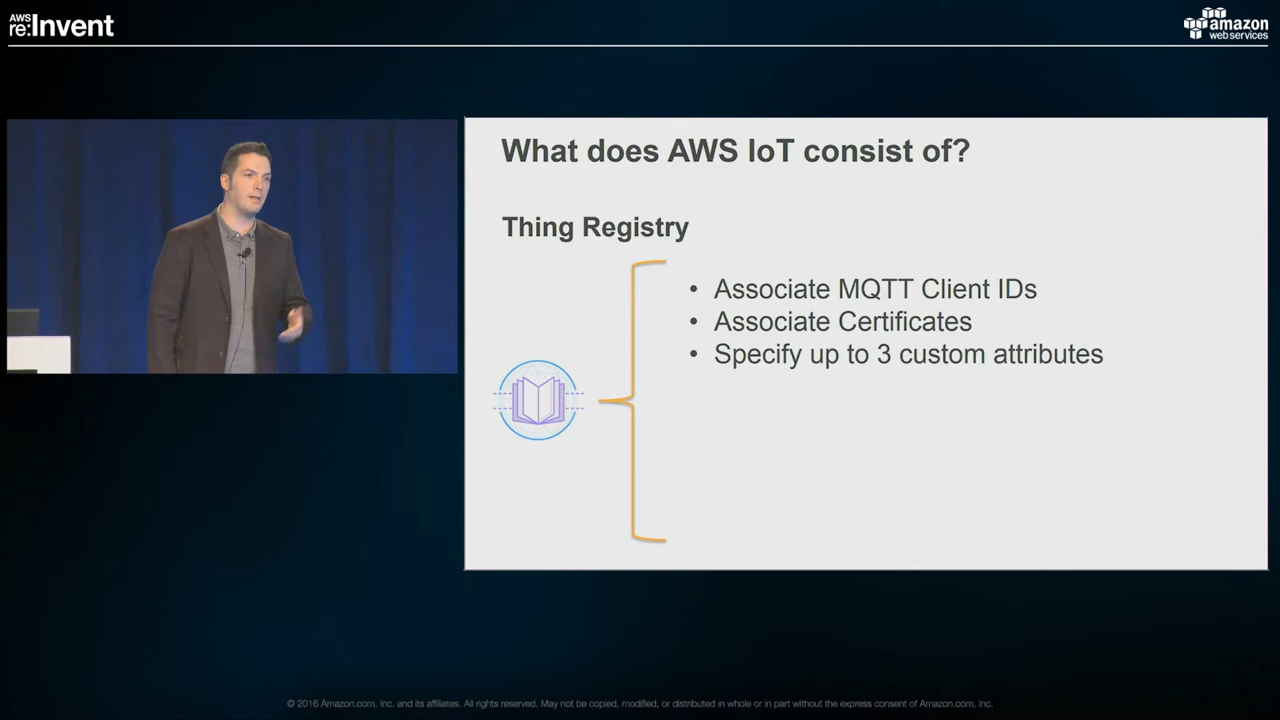 AWS
re:Invent
amazon
web services
What does AWS IoT consist of?
Thing Registry
• Associate MQTT Client IDs
• Associate Certificates
• Specify up to 3 custom attributes
© 2016 Amazon.com, Inc. and its affiliates. All rights reserved. May not be copied, modified, or distributed in whole or in part without the express consent of Amazon.com, Inc.